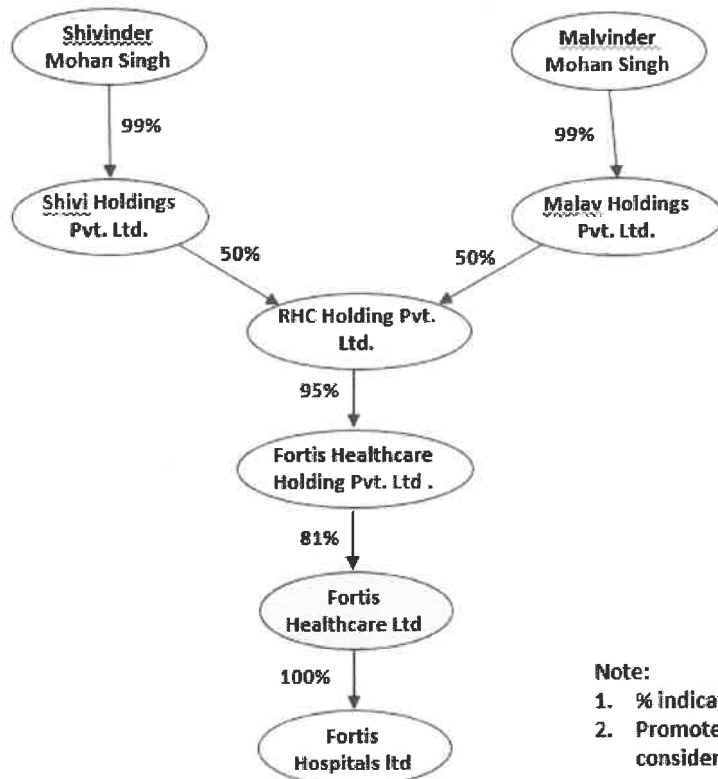 Shivinder
Mohan Singh
Malvinder
Mohan Singh
99%
99%
Shivi Holdings
Pvt. Ltd.
Malav Holdings
Pvt. Ltd.
50%
50%
RHC Holding Pvt.
Ltd.
95%
Fortis Healthcare
Holding Pvt. Ltd .
81%
Fortis
Healthcare Ltd
100%
Fortis
Hospitals ltd
Note:
1. % indica
2. Promote
consider